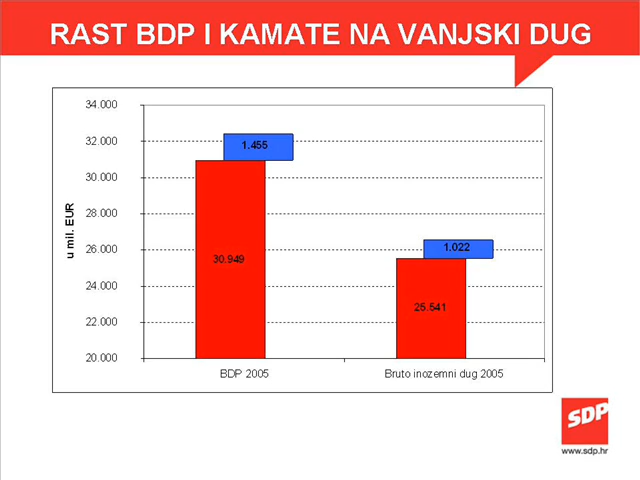 RAST BDP I KAMATE NA VANJSKI DUG
34.000
32.000
30.000
28.000
26.000
24.000
22.000
20.000
u mil. EUR
1.455
30.949
1.022
25.541
BDP 2005
Bruto inozemni dug 2005
SDP
www.sdp.hr